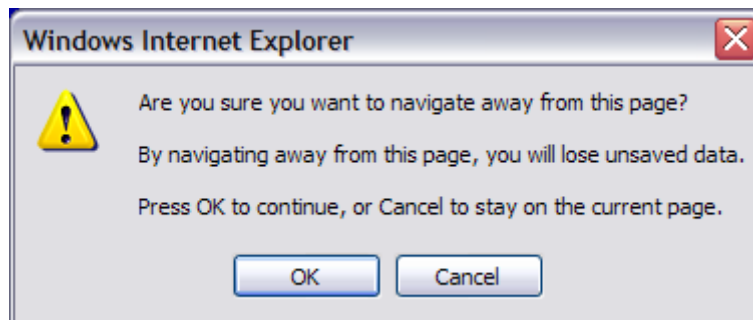 Windows Internet Explorer
Are you sure you want to navigate away from this page?
By navigating away from this page, you will lose unsaved data.
Press OK to continue, or Cancel to stay on the current page.
OK
Cancel